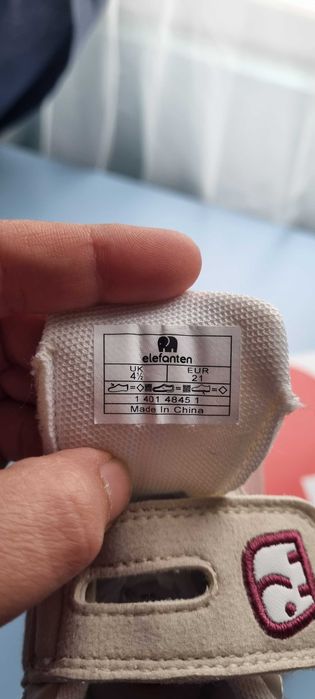 elefanten
UK EUR
4½ 21
1 401 4845 1
Made in China